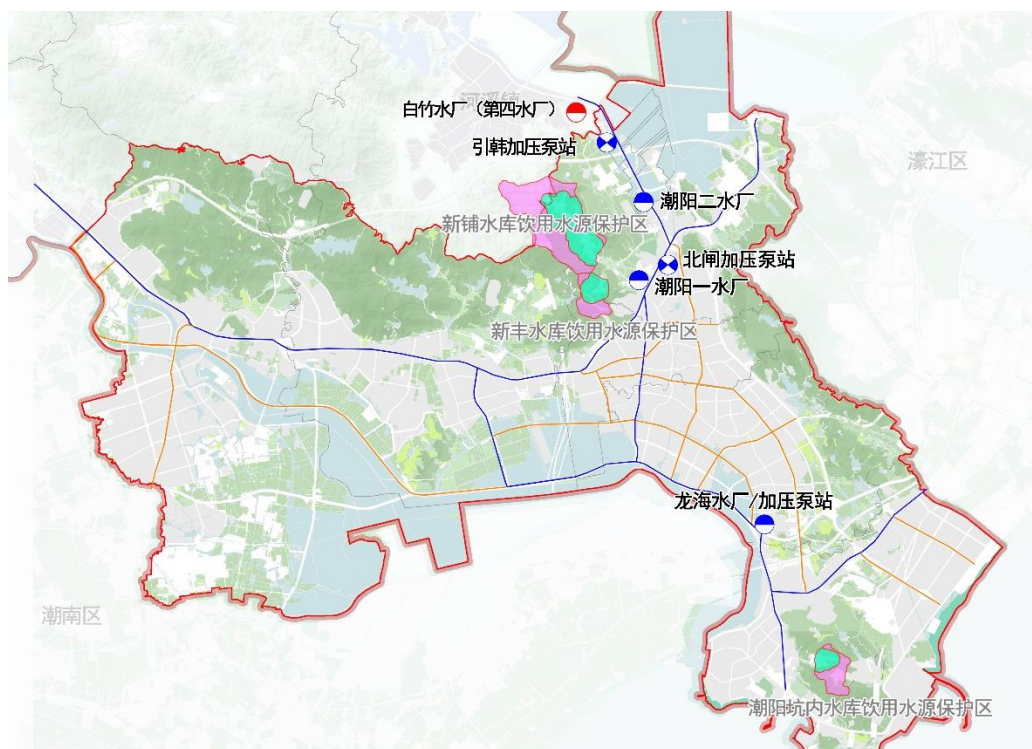 河溪镇
白竹水厂（第四水厂）
引韩加压泵站
濠江区
潮阳二水厂
新铺水库饮用水源保护区
北闸加压泵站
潮阳一水厂
新丰水库饮用水源保护区
龙海水厂/加压泵站
潮南区
潮阳坑内水库饮用水源保护区